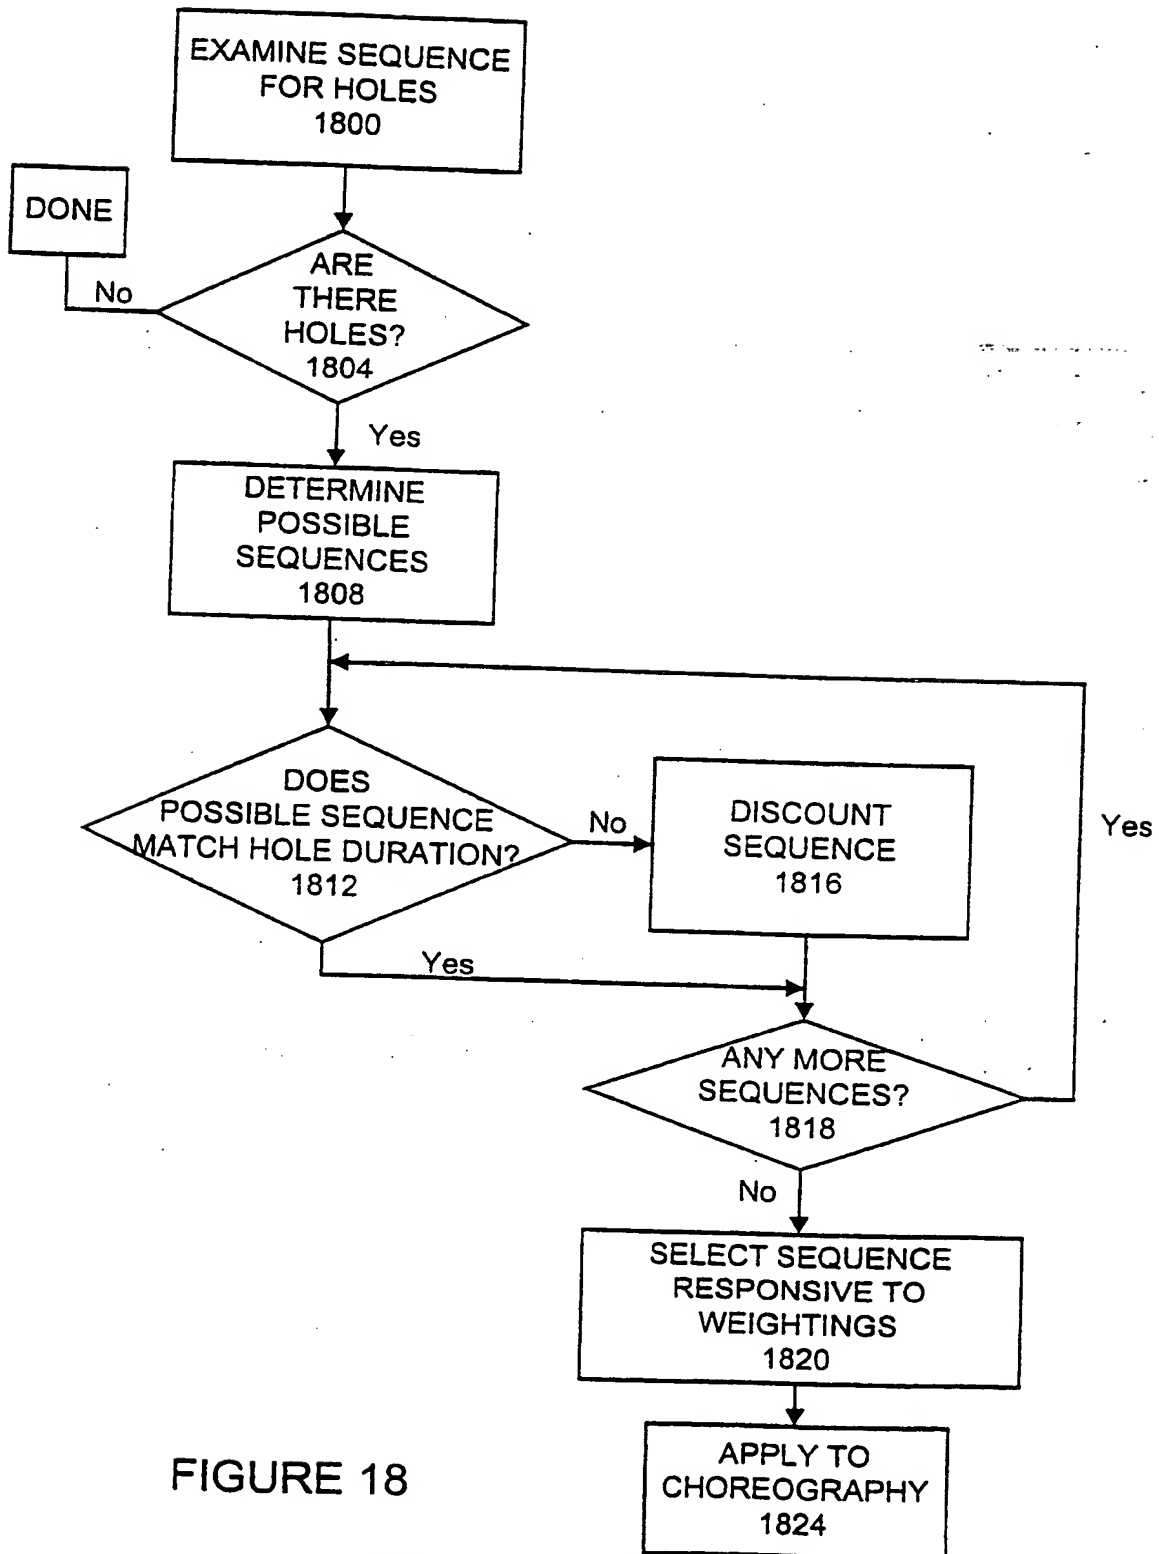 EXAMINE SEQUENCE
FOR HOLES
1800
DONE
No
ARE
THERE
HOLES?
1804
Yes
DETERMINE
POSSIBLE
SEQUENCES
1808
DOES
POSSIBLE SEQUENCE
MATCH HOLE DURATION?
1812
No
DISCOUNT
SEQUENCE
1816
Yes
Yes
ANY MORE
SEQUENCES?
1818
No
SELECT SEQUENCE
RESPONSIVE TO
WEIGHTINGS
1820
APPLY TO
CHOREOGRAPHY
1824
FIGURE 18